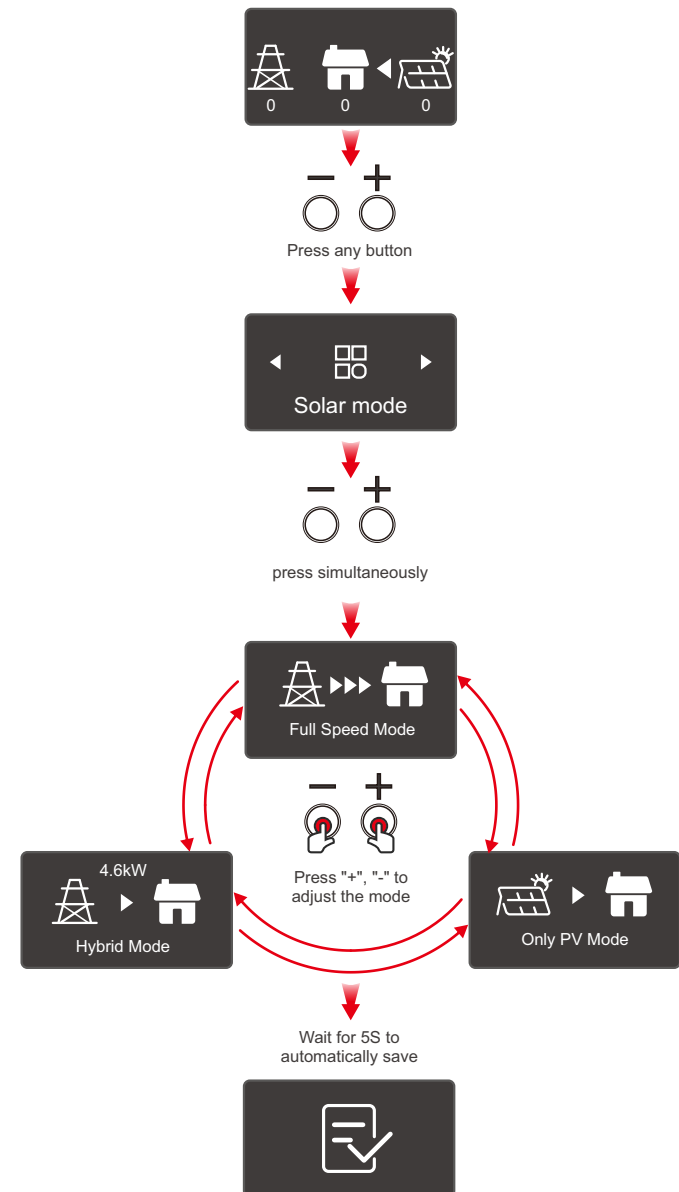 0 0 0
Press any button
Solar mode
press simultaneously
Full Speed Mode
Press "+", "-" to
adjust the mode
4.6kW
Hybrid Mode
Only PV Mode
Wait for 5S to
automatically save